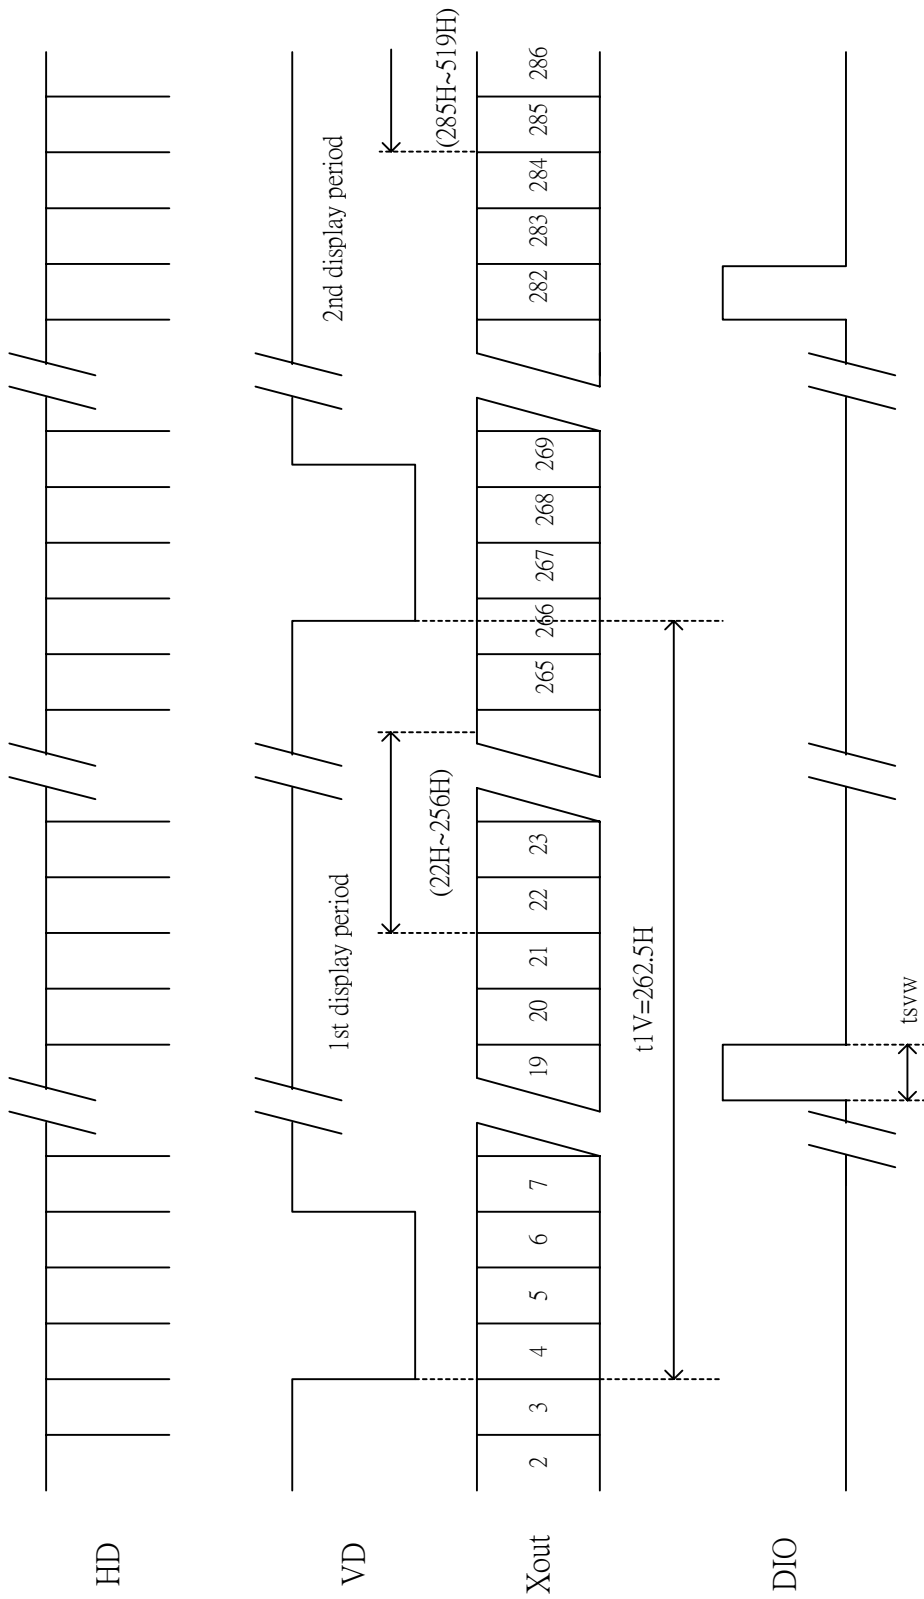 HD
VD
1st display period
2nd display period
(22H~256H)
(285H~519H)
Xout
2 3 4 5 6 7 19 20 21 22 23 265 266 267 268 269 282 283 284 285 286
t1V=262.5H
DIO
tsvw